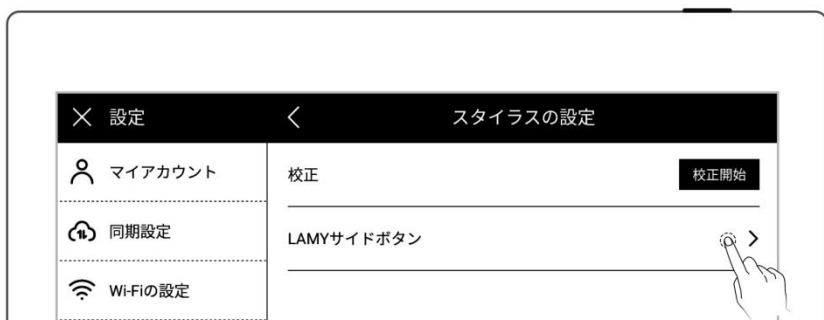 設定
スタイラスの設定
マイアカウント
校正
校正開始
同期設定
LAMYサイドボタン
Wi-Fiの設定